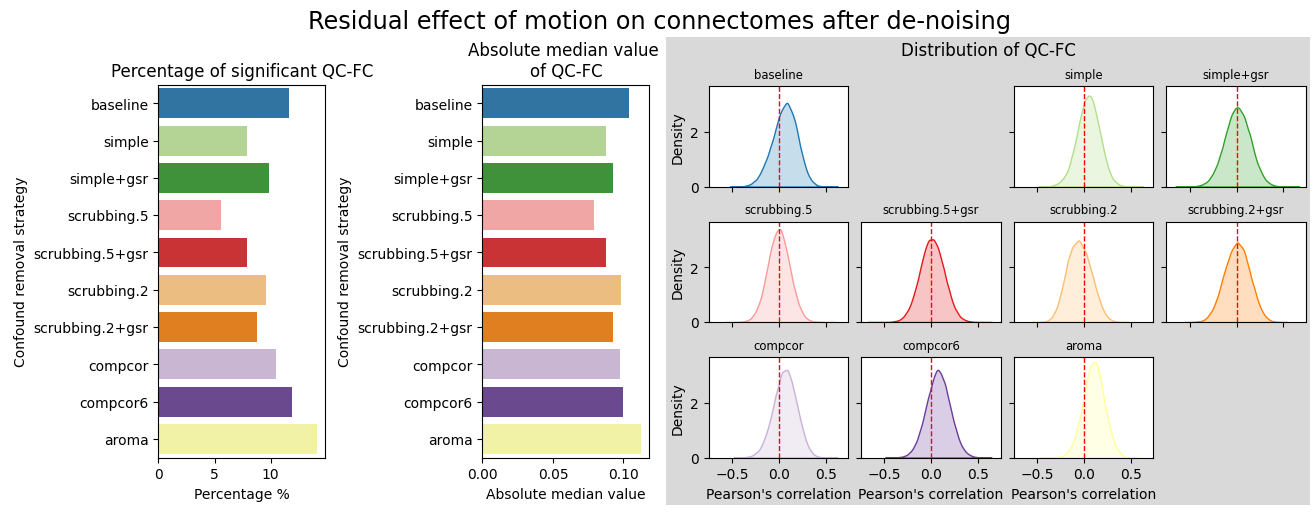 Residual effect of motion on connectomes after de-noising
Percentage of significant QC-FC
Confound removal strategy
baseline
simple
simple+gsr
scrubbing.5
scrubbing.5+gsr
scrubbing.2
scrubbing.2+gsr
compcor
compcor6
aroma
0 5 10
Percentage %
Absolute median value
of QC-FC
Confound removal strategy
baseline
simple
simple+gsr
scrubbing.5
scrubbing.5+gsr
scrubbing.2
scrubbing.2+gsr
compcor
compcor6
aroma
0.00 0.05 0.10
Absolute median value
Distribution of QC-FC
baseline simple simple+gsr
Density
2
0
scrubbing.5 scrubbing.5+gsr scrubbing.2 scrubbing.2+gsr
Density
2
0
compcor compcor6 aroma
Density
2
0
−0.5 0.0 0.5 −0.5 0.0 0.5 −0.5 0.0 0.5
Pearson's correlation Pearson's correlation Pearson's correlation